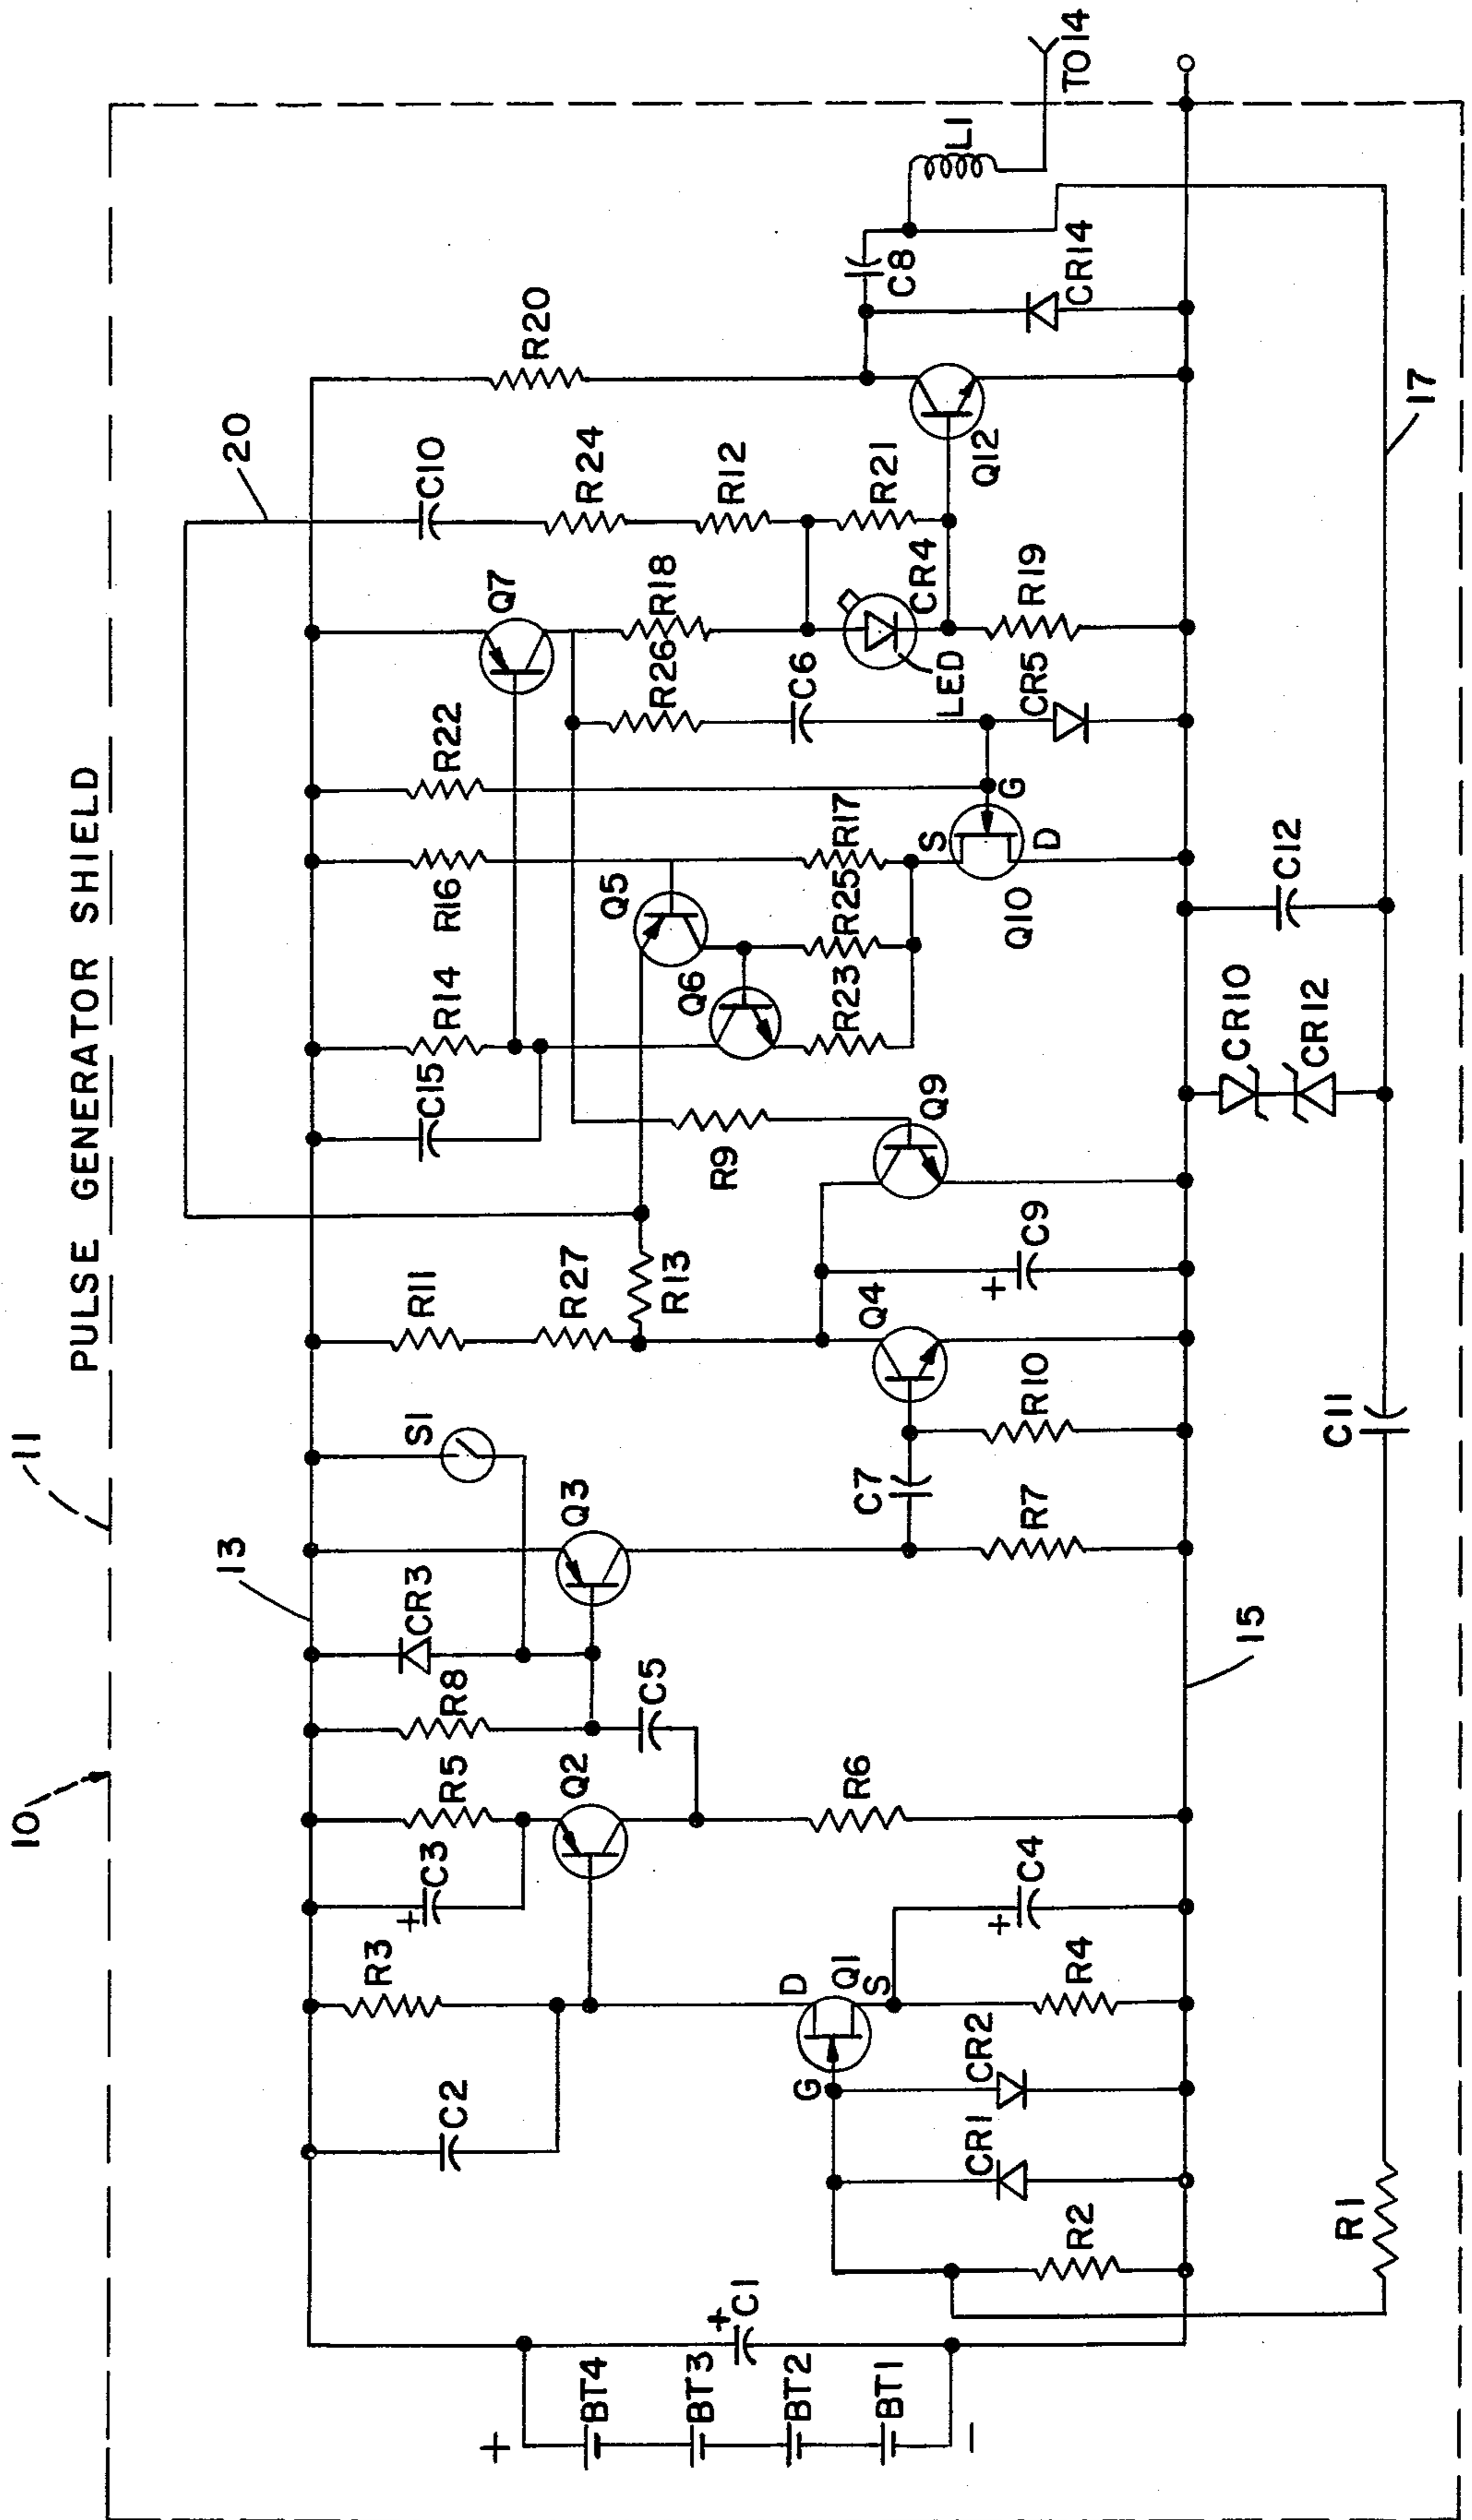 PULSE GENERATOR SHIELD
10
11
13
20
BT4
BT3
BT2
BT1
+
−
+
C1
C2
R3
+
C3
R5
R8
CR3
S1
R11
R27
R13
C15
R14
R16
R22
Q7
C10
R24
R12
R20
Q2
C5
Q3
Q5
Q6
R26
R18
C6
R21
CR4
LED
Q12
C8
L1
TO 14
G
D
Q1
S
R2
CR1
CR2
R4
+
C4
R6
C7
R7
R10
Q4
+
C9
R9
Q9
R23
R25
R17
S
G
D
Q10
CR5
R19
CR14
15
R1
C11
CR10
CR12
C12
17